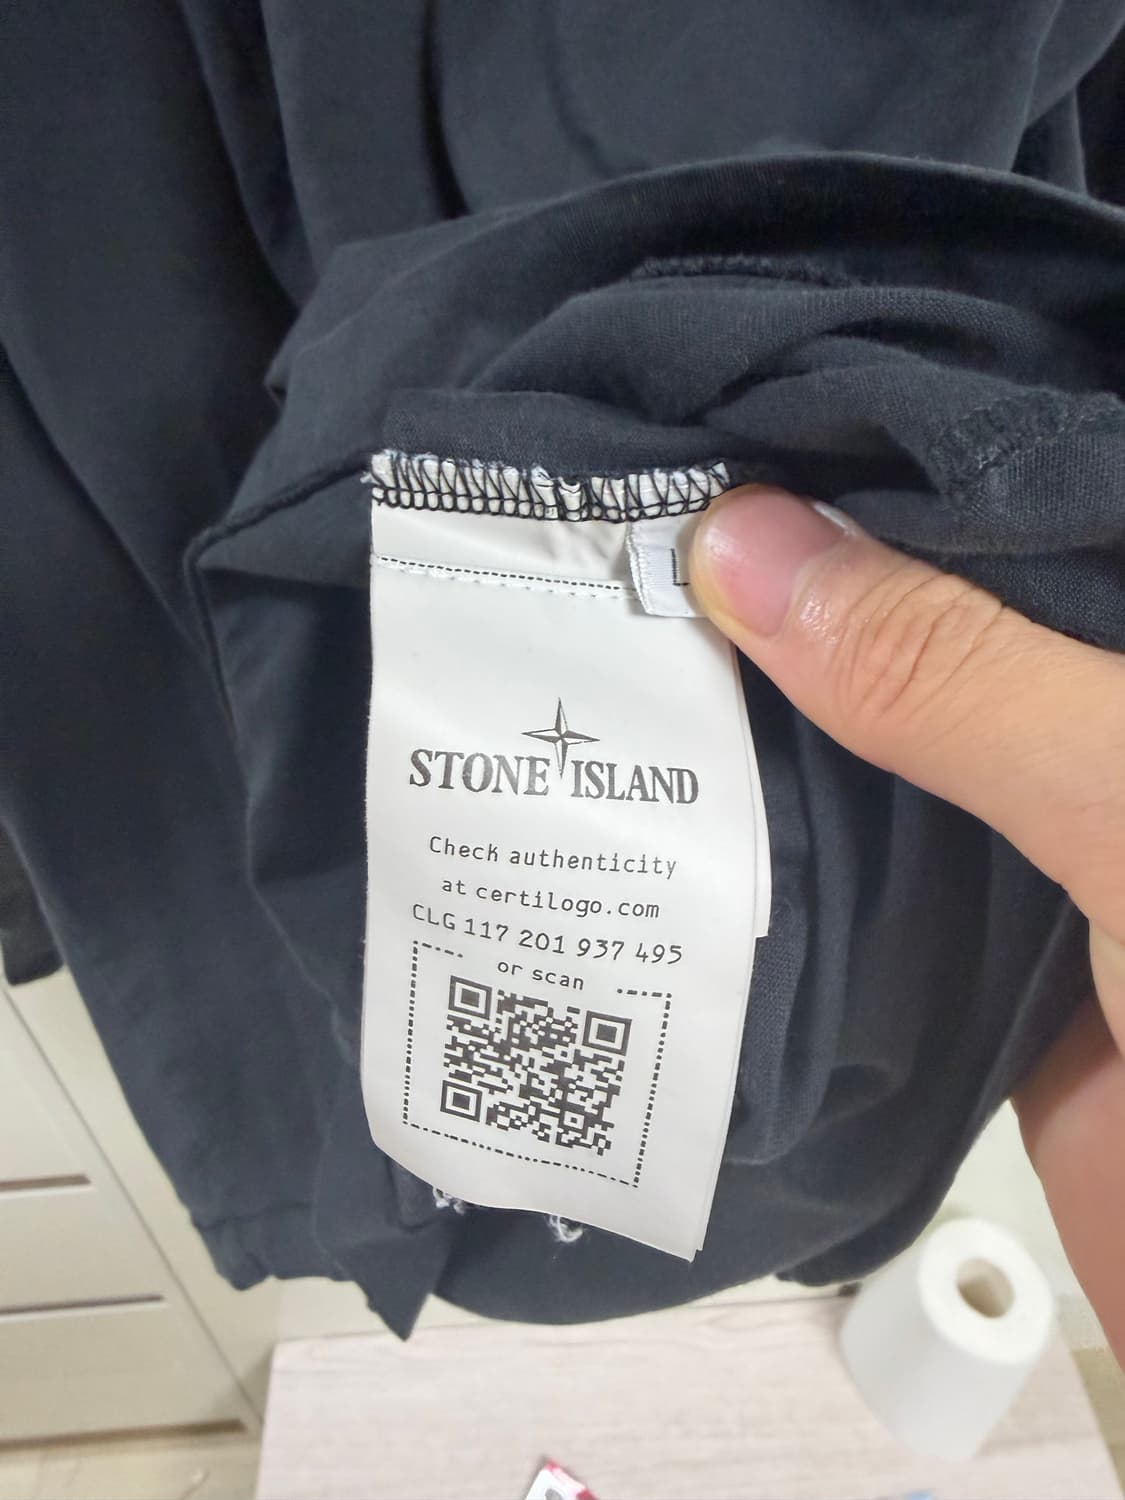 L
STONE ISLAND
Check authenticity
at certilogo.com
CLG 117 201 937 495
or scan